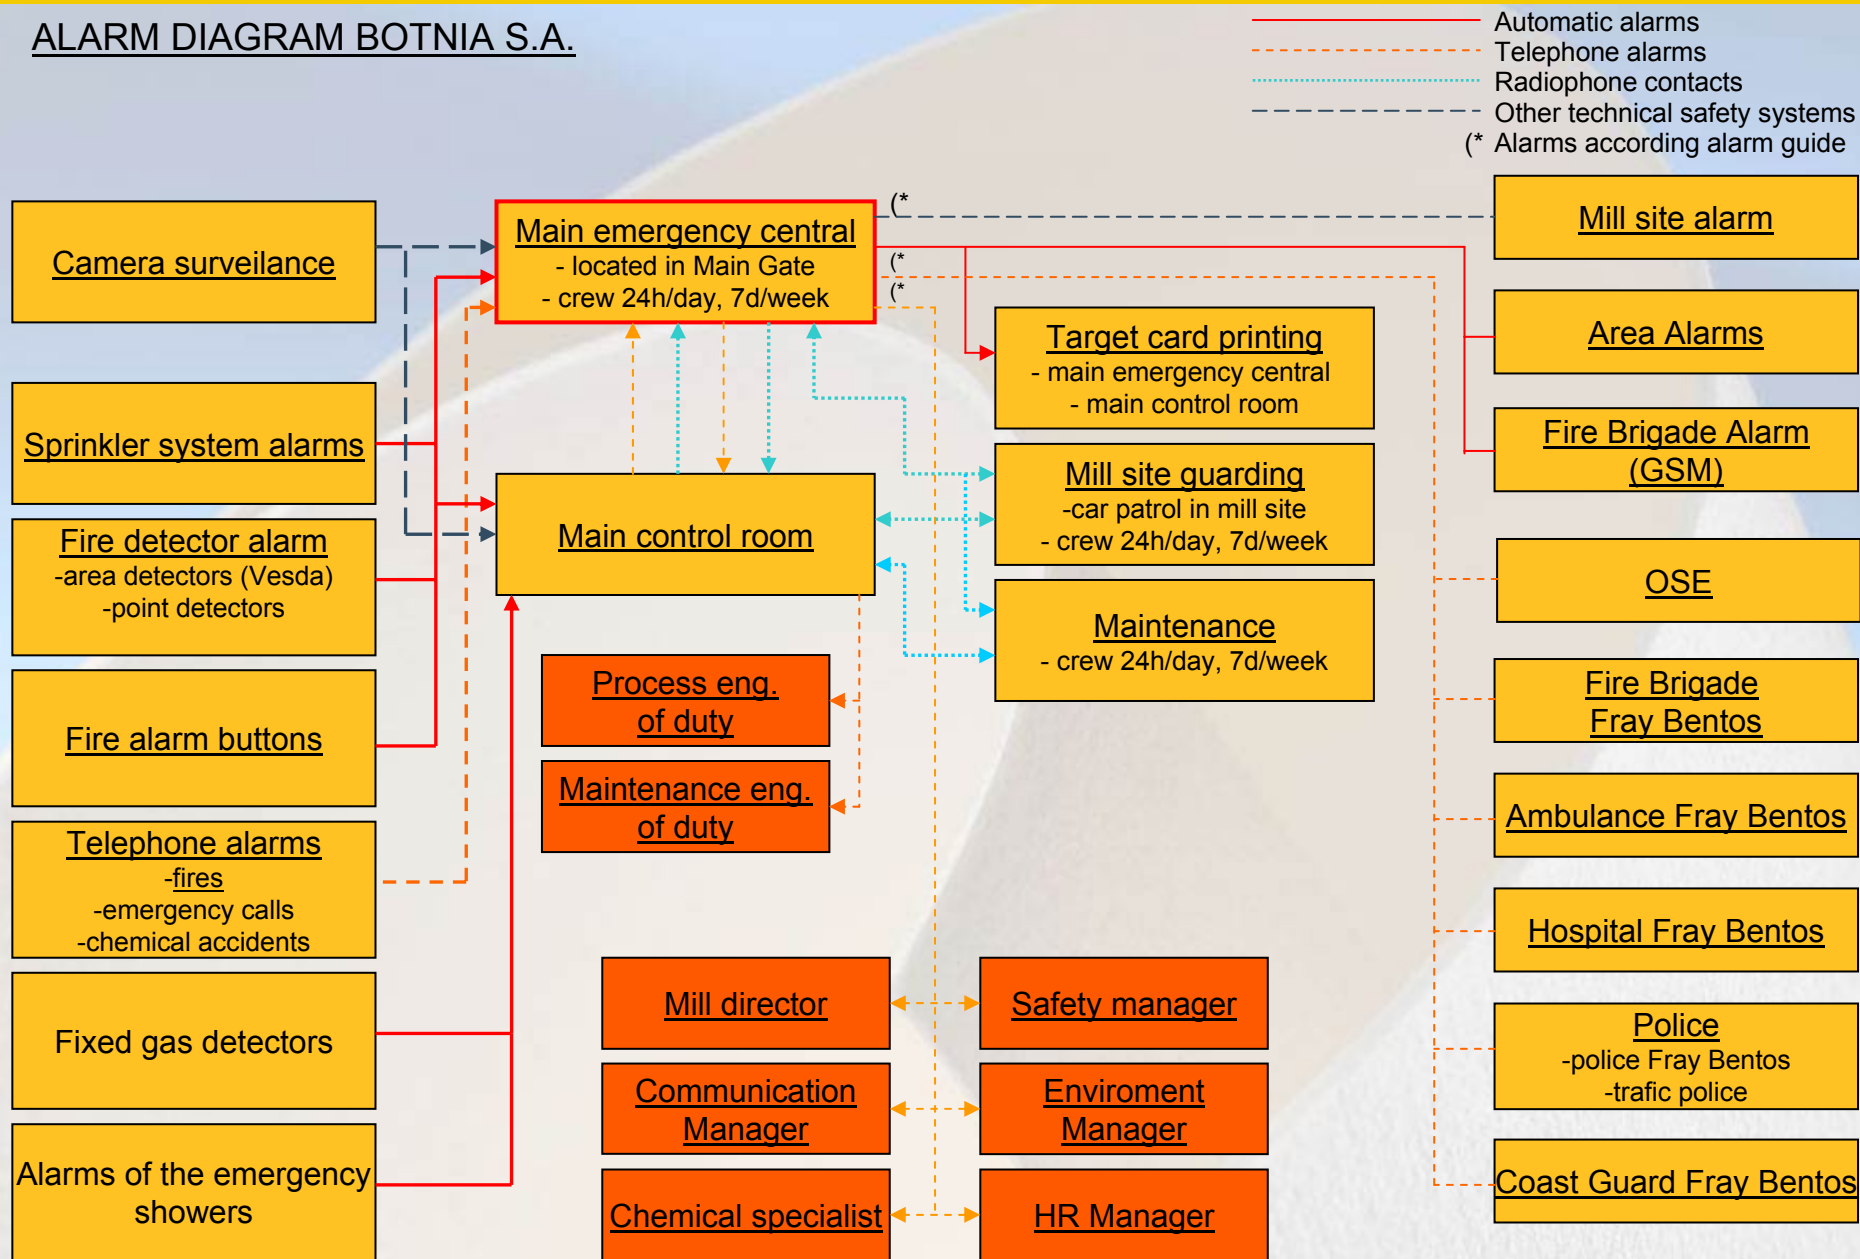 ALARM DIAGRAM BOTNIA S.A.
Automatic alarms
Telephone alarms
Radiophone contacts
Other technical safety systems
(* Alarms according alarm guide
Camera surveilance
Sprinkler system alarms
Fire detector alarm
-area detectors (Vesda)
-point detectors
Fire alarm buttons
Telephone alarms
-fires
-emergency calls
-chemical accidents
Fixed gas detectors
Alarms of the emergency
showers
Main emergency central
- located in Main Gate
- crew 24h/day, 7d/week
(*
(*
(*
Main control room
Process eng.
of duty
Maintenance eng.
of duty
Target card printing
- main emergency central
- main control room
Mill site guarding
-car patrol in mill site
- crew 24h/day, 7d/week
Maintenance
- crew 24h/day, 7d/week
Mill director
Safety manager
Communication
Manager
Enviroment
Manager
Chemical specialist
HR Manager
Mill site alarm
Area Alarms
Fire Brigade Alarm
(GSM)
OSE
Fire Brigade
Fray Bentos
Ambulance Fray Bentos
Hospital Fray Bentos
Police
-police Fray Bentos
-trafic police
Coast Guard Fray Bentos